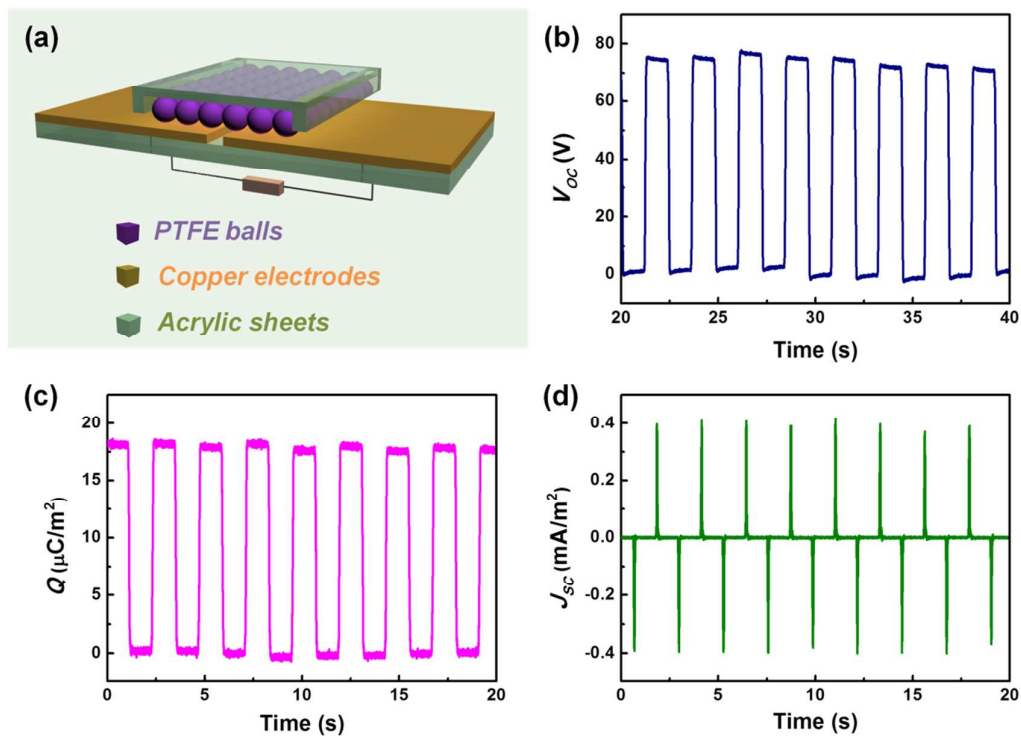 (a)
PTFE balls
Copper electrodes
Acrylic sheets
(b)
80
60
40
20
0
V_OC (V)
20 25 30 35 40
Time (s)
(c)
20
15
10
5
0
Q (μC/m²)
0 5 10 15 20
Time (s)
(d)
0.4
0.2
0.0
-0.2
-0.4
J_SC (mA/m²)
0 5 10 15 20
Time (s)